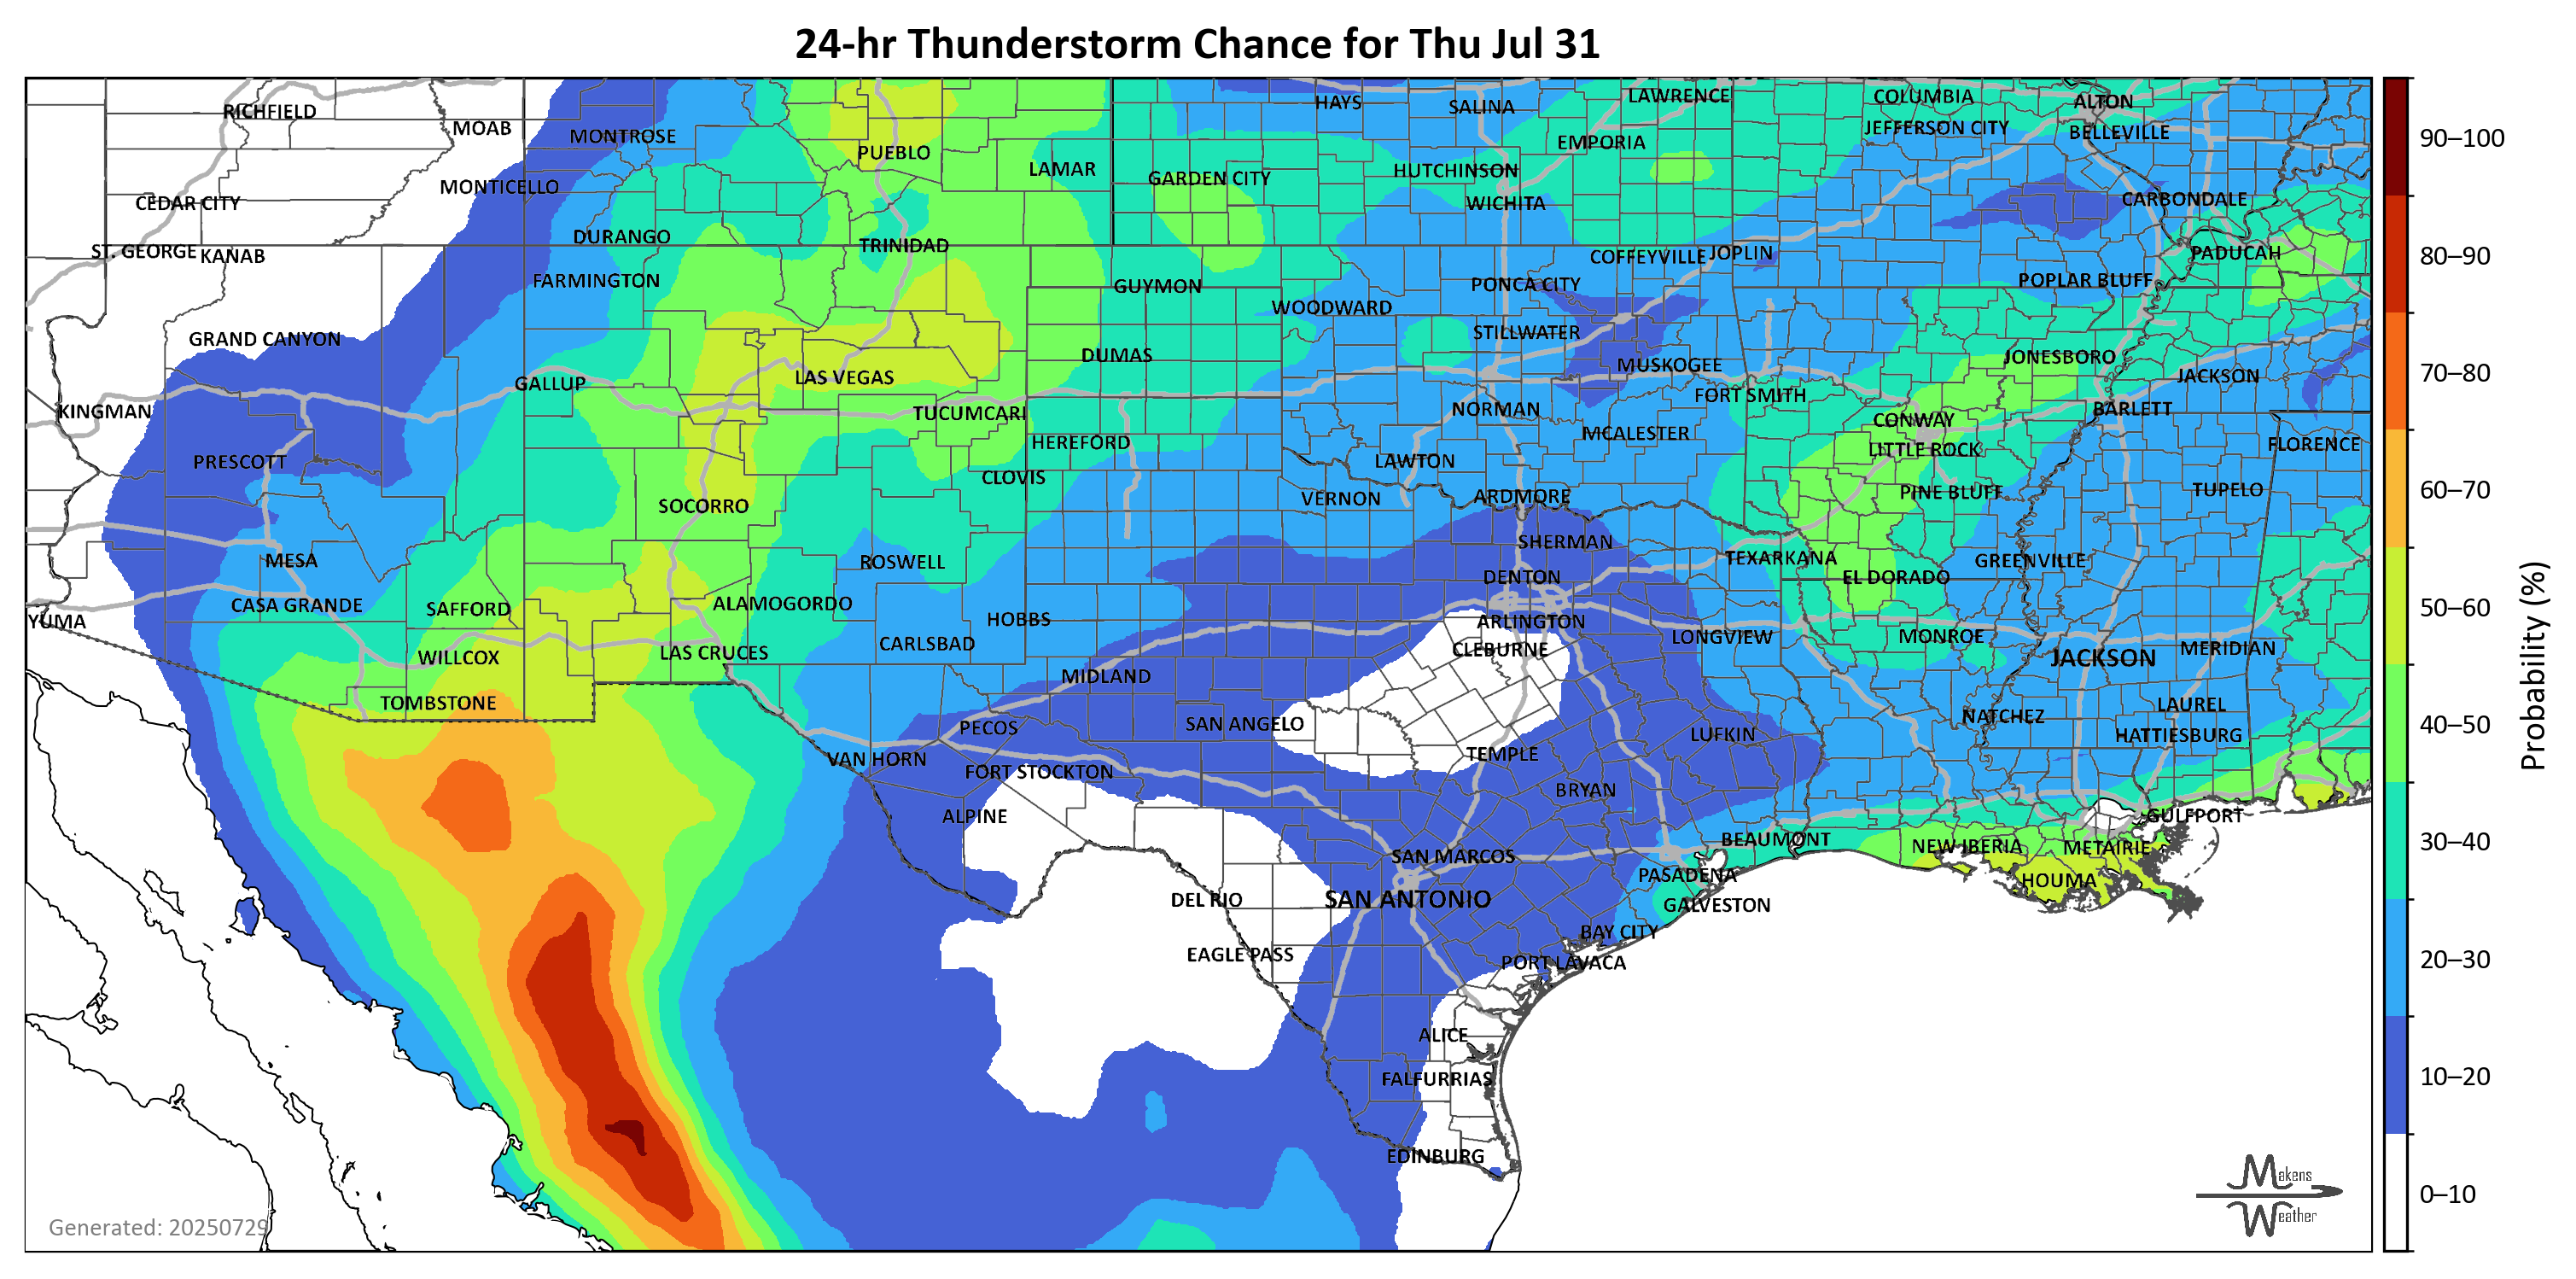 24-hr Thunderstorm Chance for Thu Jul 31
RICHFIELD
MOAB
MONTROSE
PUEBLO
LAMAR
HAYS
SALINA
LAWRENCE
COLUMBIA
ALTON
90–100
JEFFERSON CITY
BELLEVILLE
EMPORIA
MONTICELLO
GARDEN CITY
HUTCHINSON
CEDAR CITY
WICHITA
CARBONDALE
ST. GEORGE
KANAB
DURANGO
TRINIDAD
COFFEYVILLE
JOPLIN
PADUCAH
80–90
FARMINGTON
GUYMON
PONCA CITY
POPLAR BLUFF
WOODWARD
GRAND CANYON
STILLWATER
DUMAS
MUSKOGEE
JONESBORO
70–80
GALLUP
LAS VEGAS
JACKSON
FORT SMITH
KINGMAN
TUCUMCARI
NORMAN
CONWAY
BARLETT
HEREFORD
MCALESTER
LITTLE ROCK
FLORENCE
PRESCOTT
CLOVIS
LAWTON
60–70
SOCORRO
VERNON
ARDMORE
PINE BLUFF
TUPELO
MESA
ROSWELL
SHERMAN
TEXARKANA
GREENVILLE
DENTON
EL DORADO
CASA GRANDE
SAFFORD
ALAMOGORDO
50–60
YUMA
HOBBS
ARLINGTON
Probability (%)
WILLCOX
LAS CRUCES
CARLSBAD
CLEBURNE
LONGVIEW
MONROE
JACKSON
MERIDIAN
TOMBSTONE
MIDLAND
PECOS
SAN ANGELO
LUFKIN
NATCHEZ
LAUREL
40–50
VAN HORN
FORT STOCKTON
TEMPLE
HATTIESBURG
ALPINE
BRYAN
GULFPORT
SAN MARCOS
BEAUMONT
NEW IBERIA
METAIRIE
30–40
DEL RIO
SAN ANTONIO
PASADENA
HOUMA
GALVESTON
EAGLE PASS
BAY CITY
PORT LAVACA
20–30
ALICE
FALFURRIAS
10–20
EDINBURG
Makens
Weather
0–10
Generated: 20250729